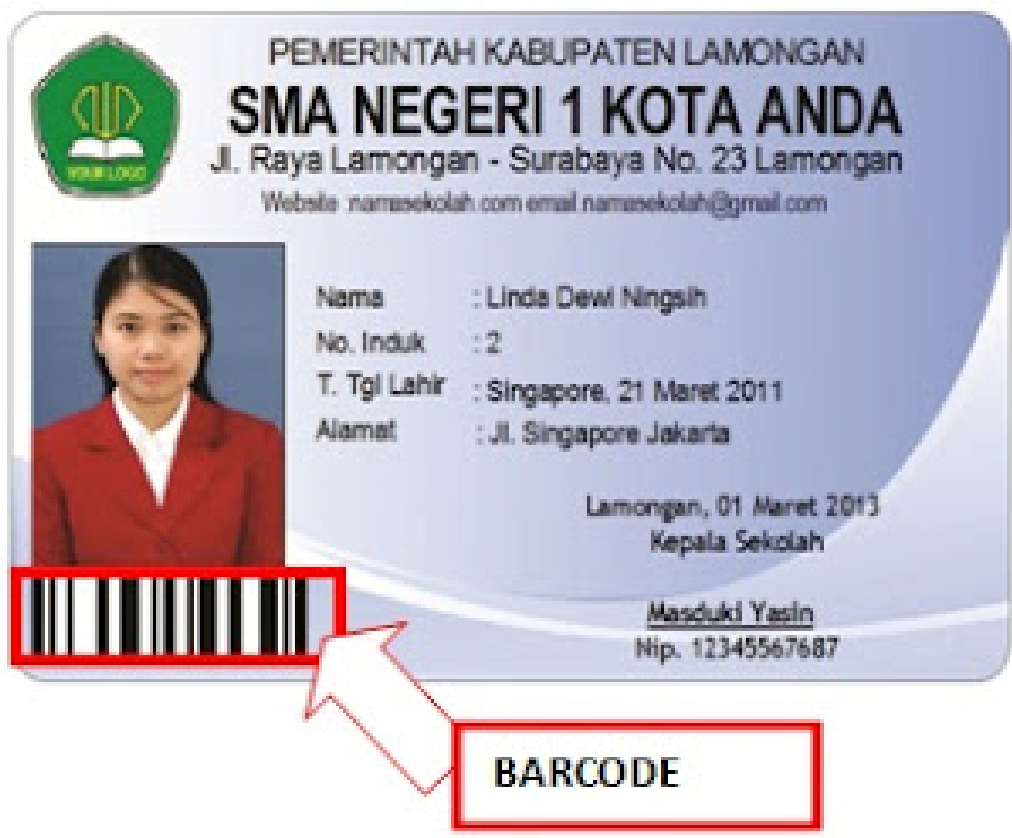 PEMERINTAH KABUPATEN LAMONGAN
SMA NEGERI 1 KOTA ANDA
Jl. Raya Lamongan - Surabaya No. 23 Lamongan
Website :namasekolah.com email.namasekolah@gmail.com
YOUR LOGO
Nama : Linda Dewi Ningsih
No. Induk : 2
T. Tgl Lahir : Singapore, 21 Maret 2011
Alamat : Jl. Singapore Jakarta
Lamongan, 01 Maret 2013
Kepala Sekolah
Masduki Yasin
Nip. 12345567687
BARCODE